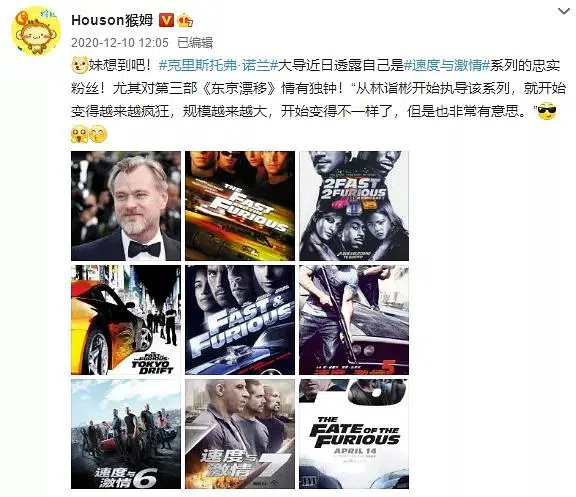 Houson猴姆
2020-12-10 12:05 已编辑
妹想到吧！#克里斯托弗·诺兰#大导近日透露自己是#速度与激情#系列的忠实
粉丝！尤其对第三部《东京漂移》情有独钟！“从林诣彬开始执导该系列，就开始
变得越来越疯狂，规模越来越大，开始变得不一样了，但是也非常有意思。”
THE
FAST
AND THE
FURIOUS
2FAST
2FURIOUS
THE FAST AND THE
FURIOUS
TOKYO
DRIFT
FAST &
FURIOUS
速度与激情5
速度与
激情6
速度与
激情7
THE FATE OF THE
FURIOUS
APRIL 14